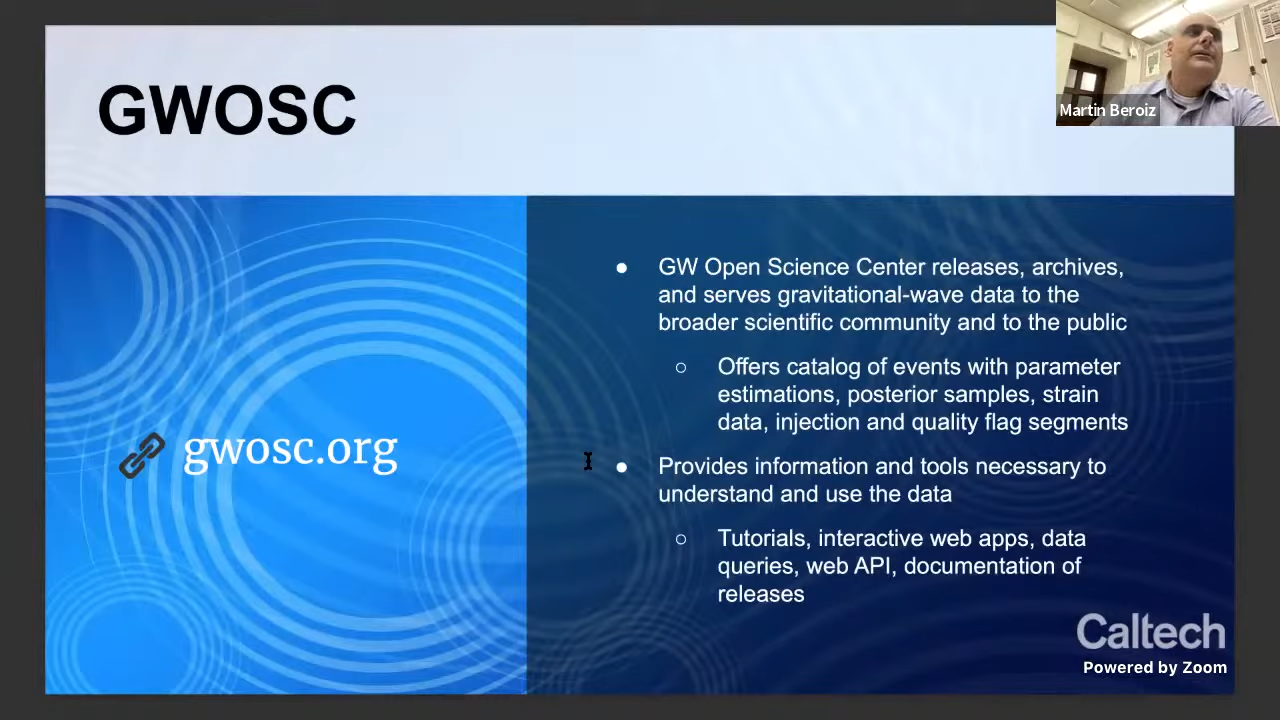 GWOSC
Martin Beroiz
gwosc.org
● GW Open Science Center releases, archives,
and serves gravitational-wave data to the
broader scientific community and to the public
○ Offers catalog of events with parameter
estimations, posterior samples, strain
data, injection and quality flag segments
● Provides information and tools necessary to
understand and use the data
○ Tutorials, interactive web apps, data
queries, web API, documentation of
releases
Caltech
Powered by Zoom